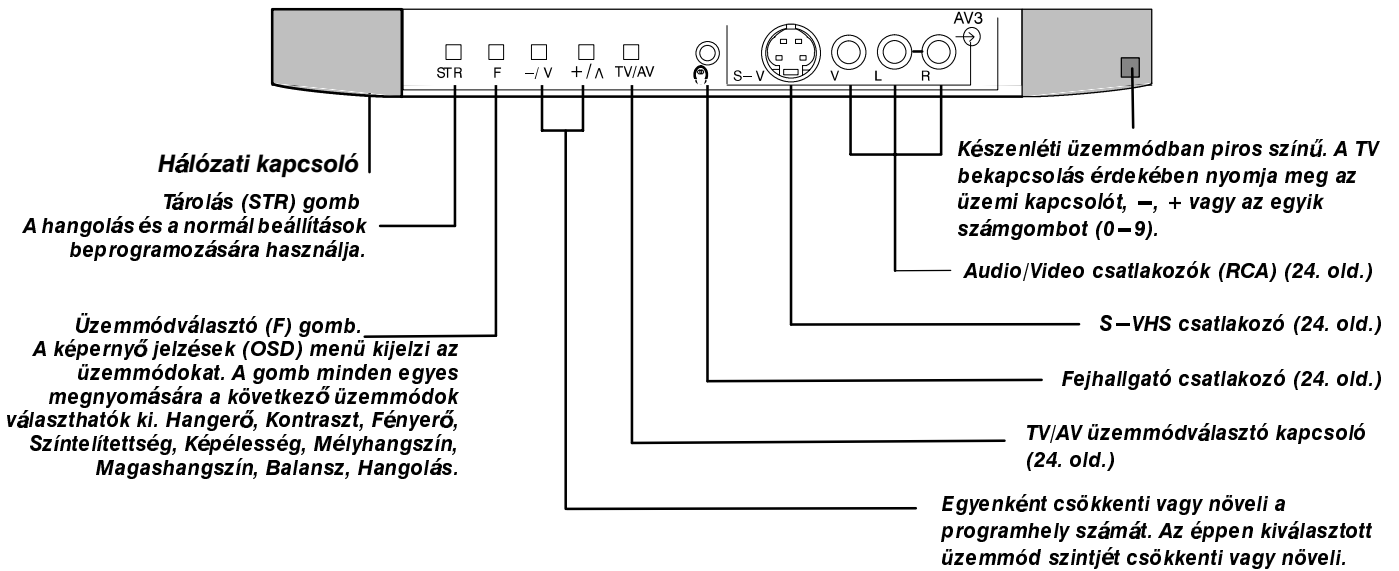 AV3
STR F –/ V +/Λ TV/AV S–V V L R
Hálózati kapcsoló
Tárolás (STR) gomb
A hangolás és a normál beállítások
beprogramozására használja.
Üzemmódválasztó (F) gomb.
A képernyő jelzések (OSD) menü kijelzi az
üzemmódokat. A gomb minden egyes
megnyomására a következő üzemmódok
választhatók ki. Hangerő, Kontraszt, Fényerő,
Színtelítettség, Képélesség, Mélyhangszín,
Magashangszín, Balansz, Hangolás.
Készenléti üzemmódban piros színű. A TV
bekapcsolás érdekében nyomja meg az
üzemi kapcsolót, –, + vagy az egyik
számgombot (0–9).
Audio/Video csatlakozók (RCA) (24. old.)
S–VHS csatlakozó (24. old.)
Fejhallgató csatlakozó (24. old.)
TV/AV üzemmódválasztó kapcsoló
(24. old.)
Egyenként csökkenti vagy növeli a
programhely számát. Az éppen kiválasztott
üzemmód szintjét csökkenti vagy növeli.